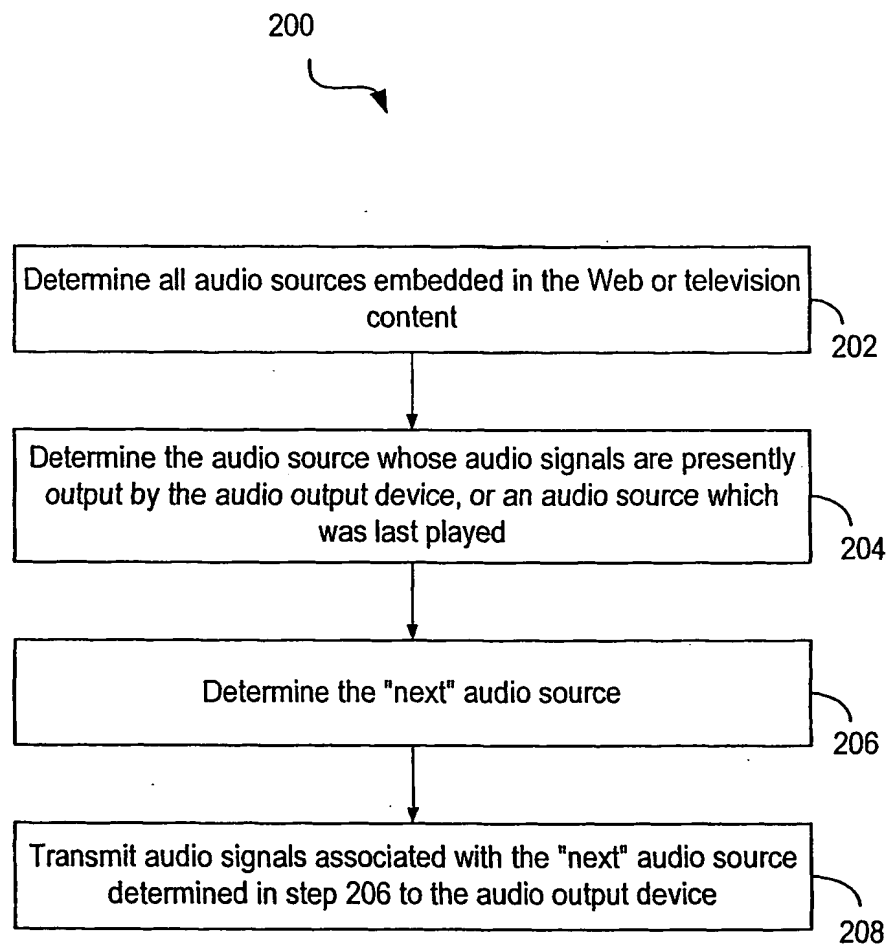 200
Determine all audio sources embedded in the Web or television
content
202
Determine the audio source whose audio signals are presently
output by the audio output device, or an audio source which
was last played
204
Determine the "next" audio source
206
Transmit audio signals associated with the "next" audio source
determined in step 206 to the audio output device
208